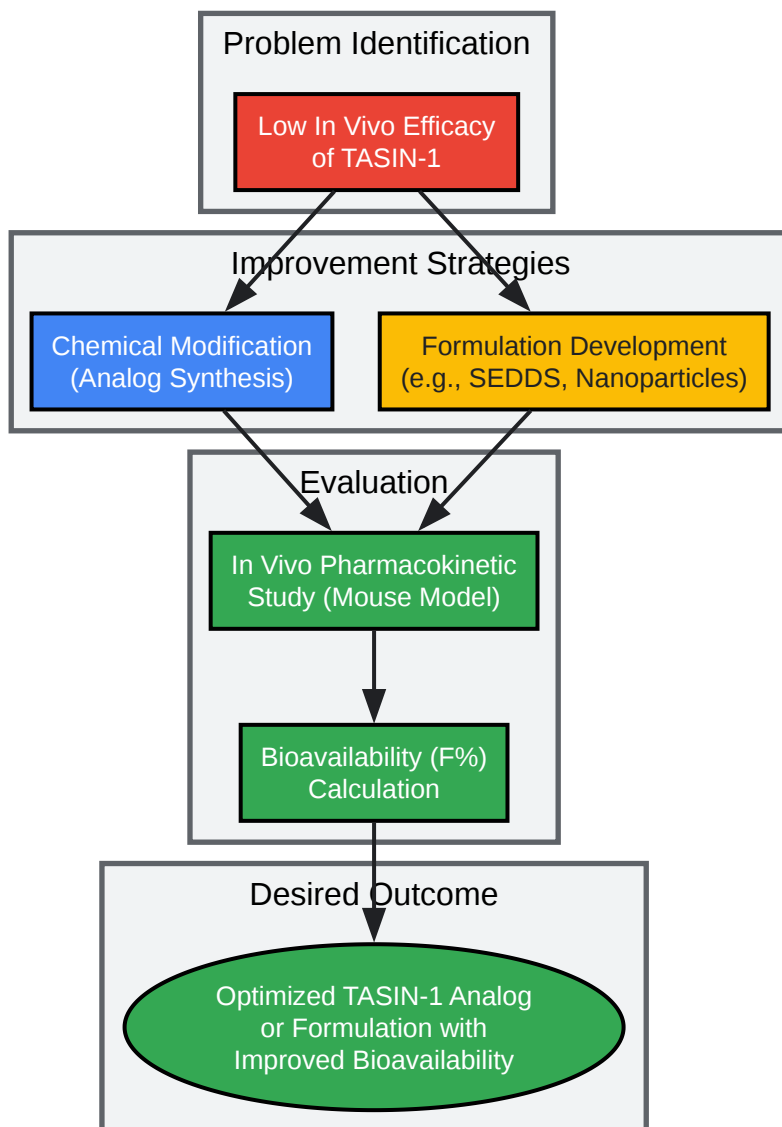 Problem Identification
Low In Vivo Efficacy
of TASIN-1
Improvement Strategies
Chemical Modification
(Analog Synthesis)
Formulation Development
(e.g., SEDDS, Nanoparticles)
Evaluation
In Vivo Pharmacokinetic
Study (Mouse Model)
Bioavailability (F%)
Calculation
Desired Outcome
Optimized TASIN-1 Analog
or Formulation with
Improved Bioavailability